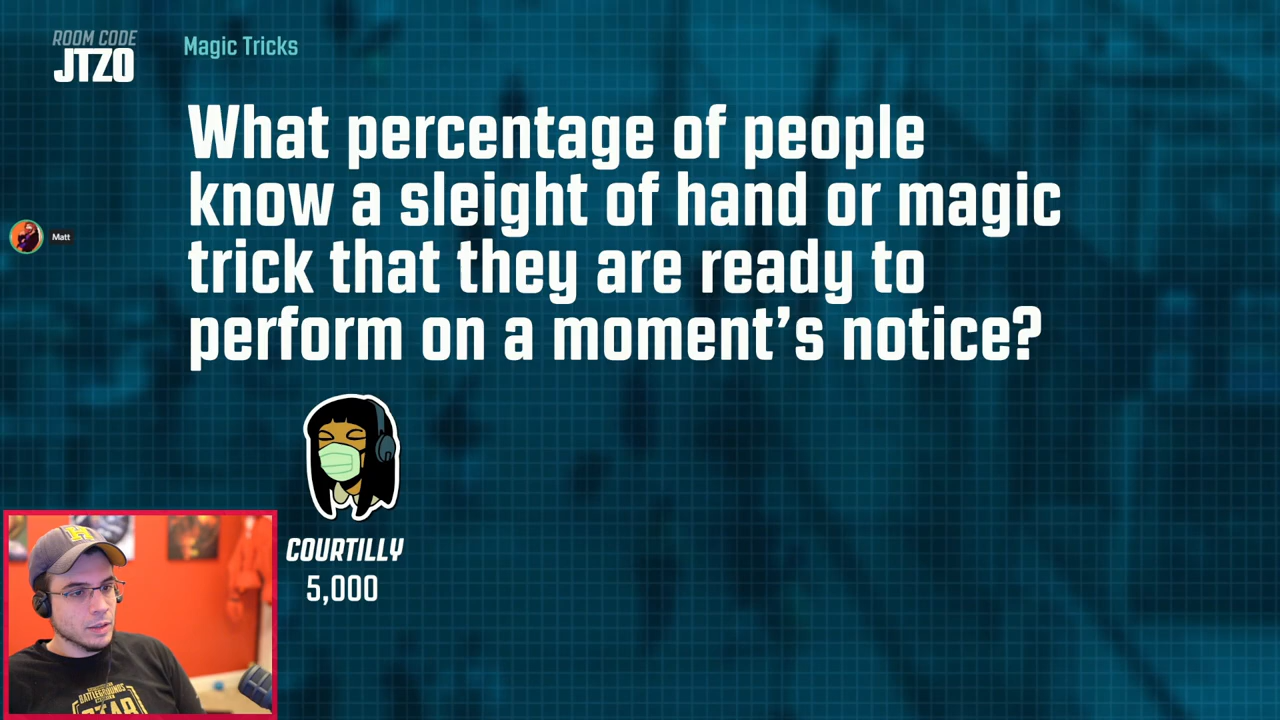 ROOM CODE
JTZO
Magic Tricks
What percentage of people
know a sleight of hand or magic
trick that they are ready to
perform on a moment’s notice?
Matt
COURTILLY
5,000
H
BATTLEGROUNDS